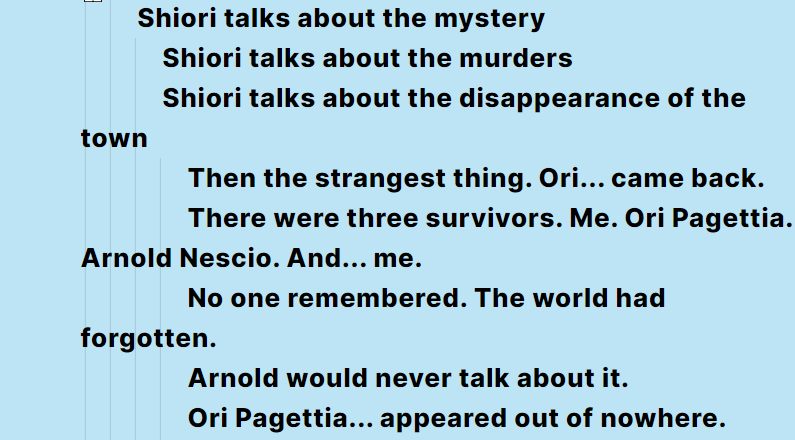 Shiori talks about the mystery
Shiori talks about the murders
Shiori talks about the disappearance of the
town
Then the strangest thing. Ori... came back.
There were three survivors. Me. Ori Pagettia.
Arnold Nescio. And... me.
No one remembered. The world had
forgotten.
Arnold would never talk about it.
Ori Pagettia... appeared out of nowhere.